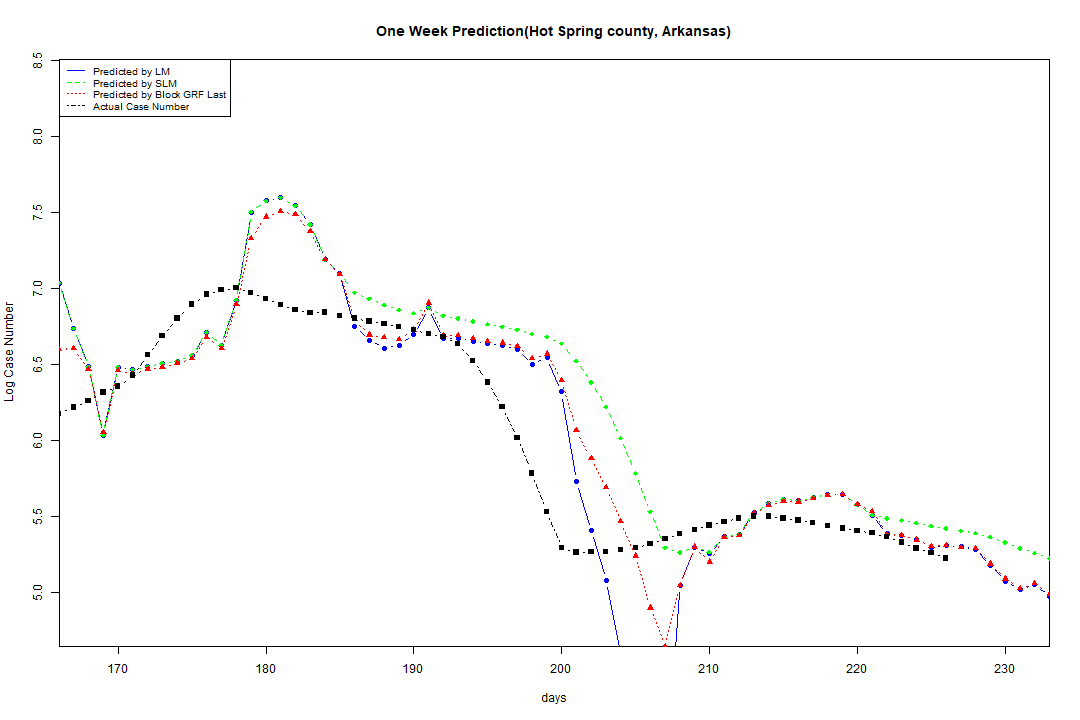 One Week Prediction(Hot Spring county, Arkansas)
Predicted by LM
Predicted by SLM
Predicted by Block GRF Last
Actual Case Number
Log Case Number
8.5
8.0
7.5
7.0
6.5
6.0
5.5
5.0
170 180 190 200 210 220 230
days